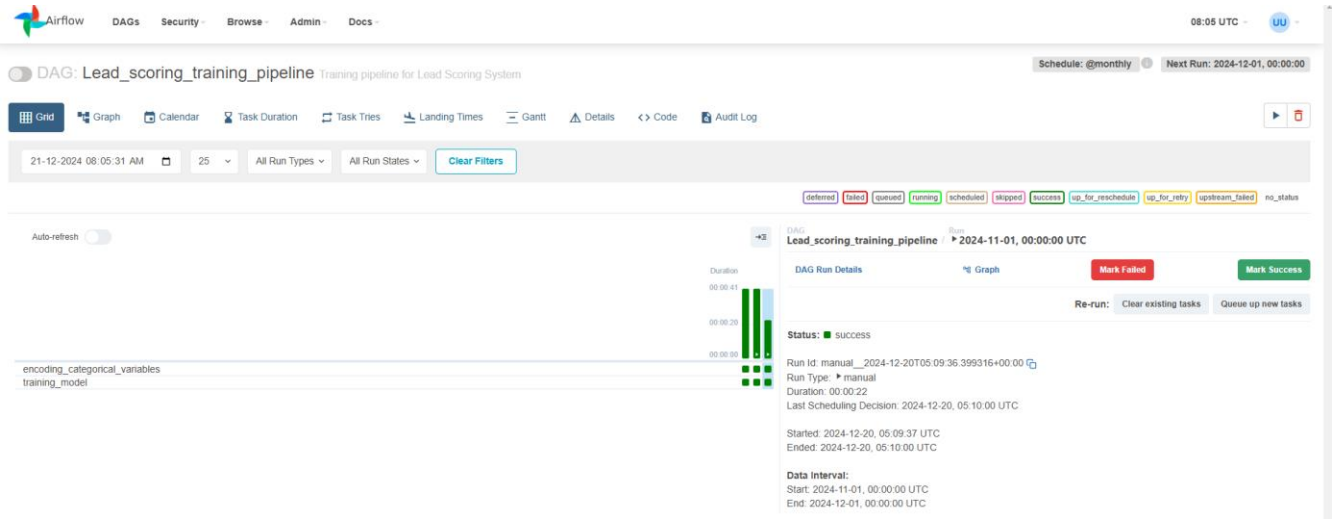 Airflow DAGs Security Browse Admin Docs 08:05 UTC UU
DAG: Lead_scoring_training_pipeline Training pipeline for Lead Scoring System Schedule: @monthly Next Run: 2024-12-01, 00:00:00
Grid Graph Calendar Task Duration Task Tries Landing Times Gantt Details <> Code Audit Log
21-12-2024 08:05:31 AM 25 All Run Types All Run States Clear Filters
deferred failed queued running scheduled skipped success up_for_reschedule up_for_retry upstream_failed no_status
Auto-refresh
Duration
00:00:41
00:00:20
00:00:00
encoding_categorical_variables
training_model
DAG Run
Lead_scoring_training_pipeline / 2024-11-01, 00:00:00 UTC
DAG Run Details Graph Mark Failed Mark Success
Re-run: Clear existing tasks Queue up new tasks
Status: success
Run Id: manual__2024-12-20T05:09:36.399316+00:00
Run Type: manual
Duration: 00:00:22
Last Scheduling Decision: 2024-12-20, 05:10:00 UTC
Started: 2024-12-20, 05:09:37 UTC
Ended: 2024-12-20, 05:10:00 UTC
Data Interval:
Start: 2024-11-01, 00:00:00 UTC
End: 2024-12-01, 00:00:00 UTC